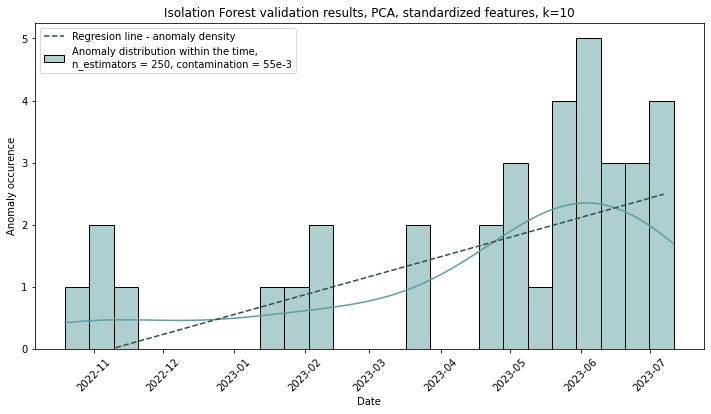 Isolation Forest validation results, PCA, standardized features, k=10
Regresion line - anomaly density
Anomaly distribution within the time,
n_estimators = 250, contamination = 55e-3
Anomaly occurence
5
4
3
2
1
0
2022-11
2022-12
2023-01
2023-02
2023-03
2023-04
2023-05
2023-06
2023-07
Date